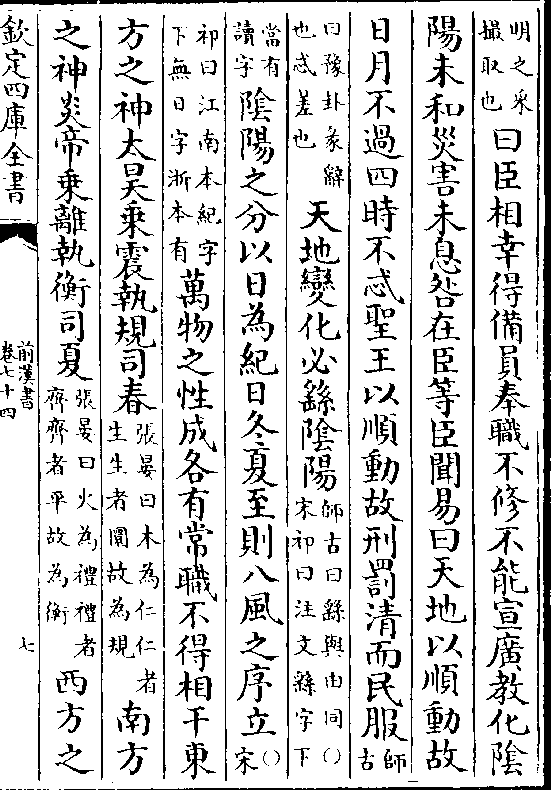 明之采
撮取也
曰臣相幸得備員奉職不修不能宣廣教化陰
陽未和災害未息咎在臣等臣聞易曰天地以順動故
日月不過四時不忒聖王以順動故刑罰清而民服
師
古
曰豫卦彖辭
也忒差也
天地變化必繇陰陽
師古曰繇與由同()
宋祁曰注文繇字下
當有
讀字
陰陽之分以日為紀日冬夏至則八風之序立
()
宋
祁曰江南本紀字
下無日字浙本有
萬物之性成各有常職不得相干東
方之神太昊乘震執規司春
張晏曰木為仁仁者
生生者圜故為規
南方
之神炎帝乘離執衡司夏
張晏曰火為禮禮者
齊齊者平故為衡
西方之
欽定四庫全書
前漢書
卷七十四
七